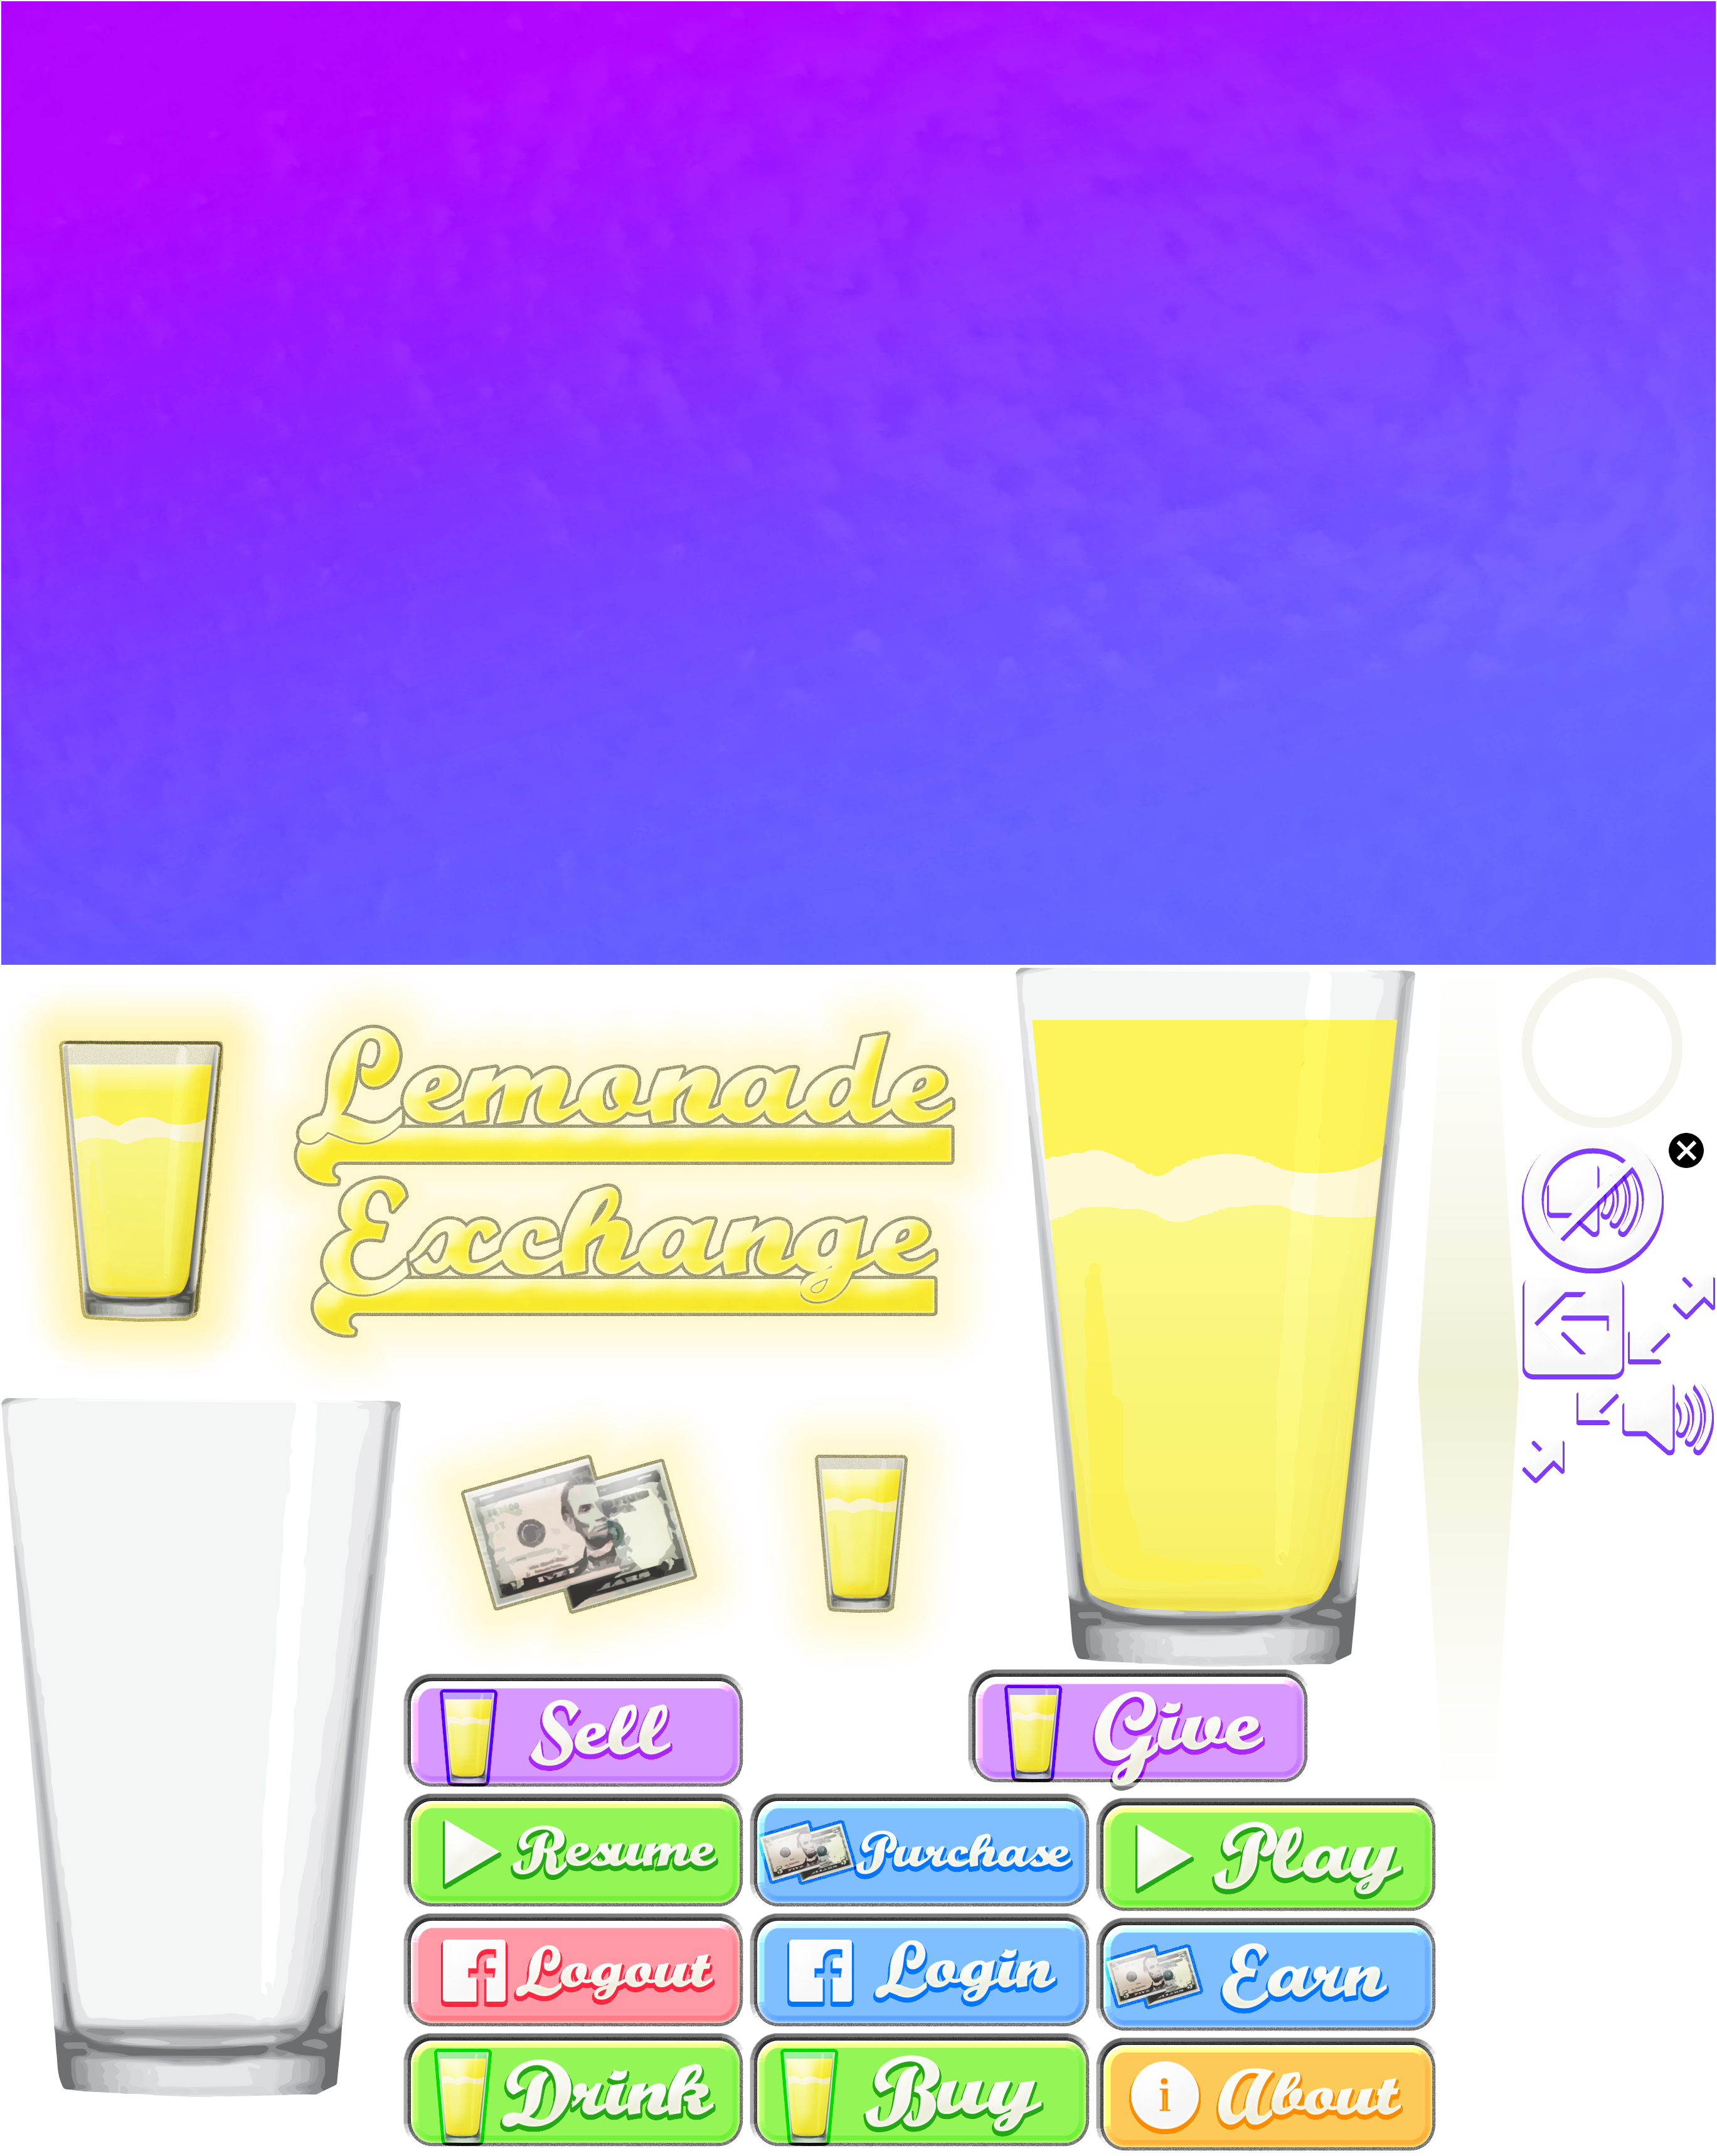 Lemonade
Exchange
Sell
Give
Resume
Purchase
Play
Logout
Login
Earn
Drink
Buy
About